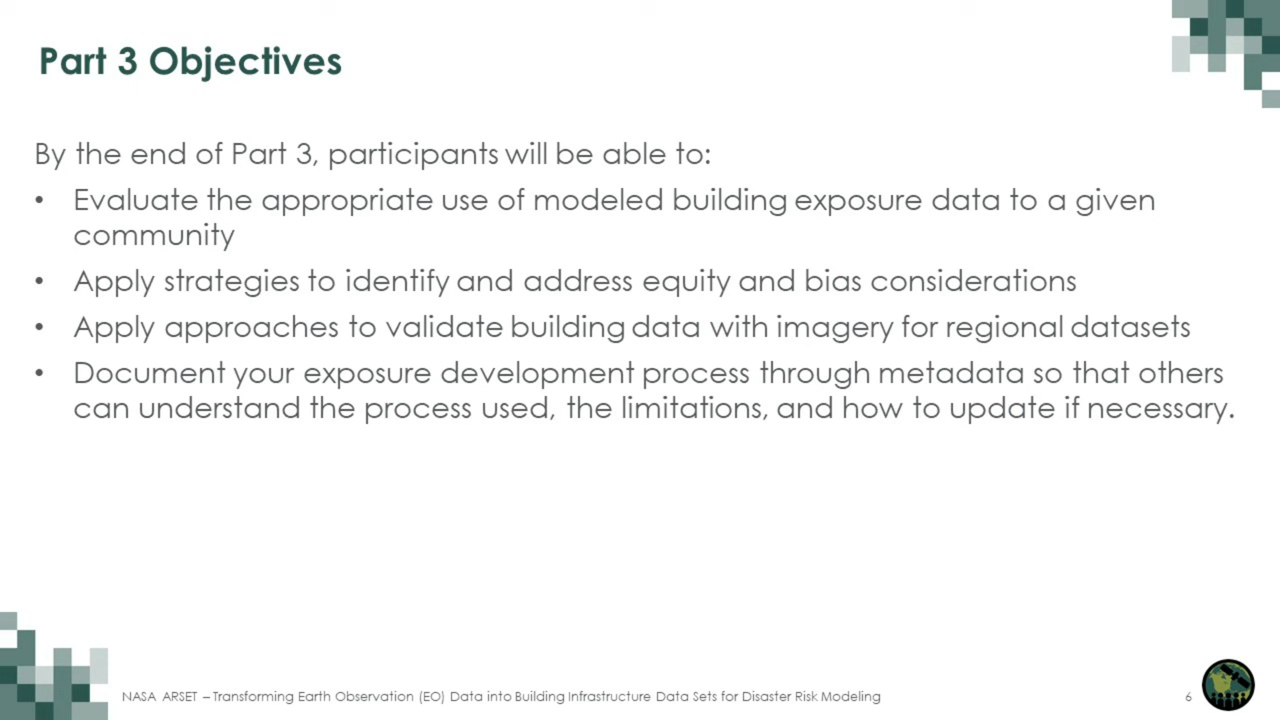 Part 3 Objectives
By the end of Part 3, participants will be able to:
• Evaluate the appropriate use of modeled building exposure data to a given
community
• Apply strategies to identify and address equity and bias considerations
• Apply approaches to validate building data with imagery for regional datasets
• Document your exposure development process through metadata so that others
can understand the process used, the limitations, and how to update if necessary.
NASA ARSET – Transforming Earth Observation (EO) Data into Building Infrastructure Data Sets for Disaster Risk Modeling
6